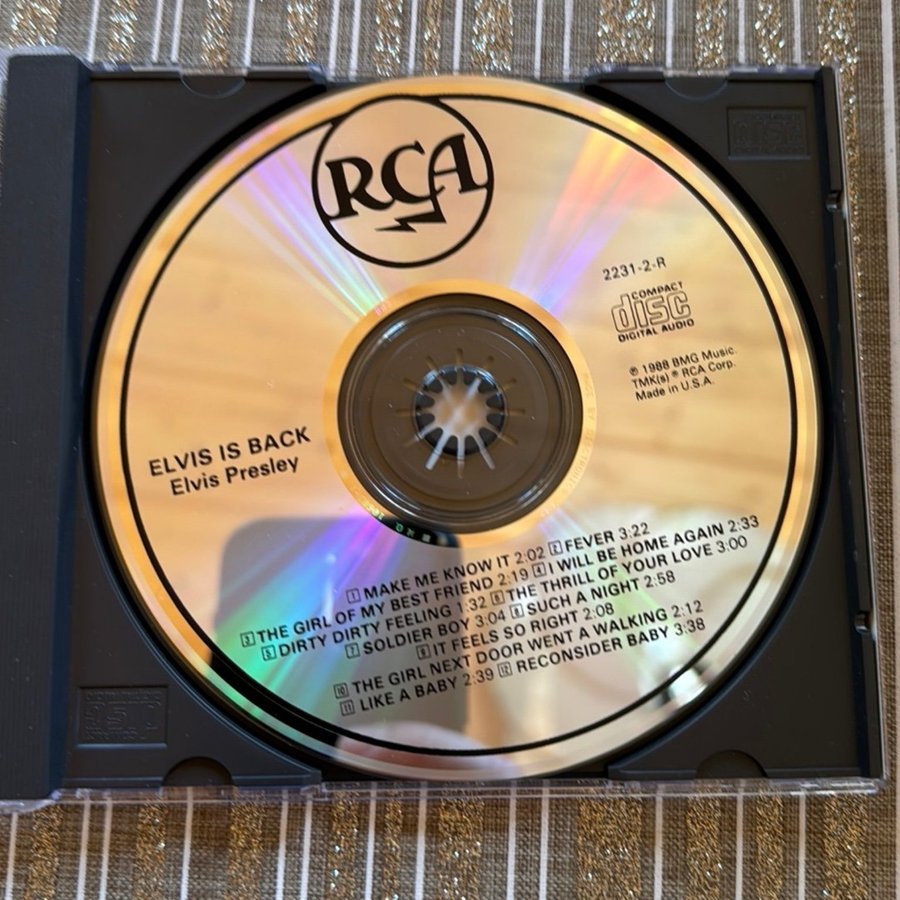 RCA
2231-2-R
COMPACT
disc
DIGITAL AUDIO
℗ 1988 BMG Music.
TMK(s) ® RCA Corp.
Made in U.S.A.
ELVIS IS BACK
Elvis Presley
1 MAKE ME KNOW IT 2:02 2 FEVER 3:22
3 THE GIRL OF MY BEST FRIEND 2:19 4 I WILL BE HOME AGAIN 2:33
5 DIRTY DIRTY FEELING 1:32 6 THE THRILL OF YOUR LOVE 3:00
7 SOLDIER BOY 3:04 8 SUCH A NIGHT 2:58
9 IT FEELS SO RIGHT 2:08
10 THE GIRL NEXT DOOR WENT A WALKING 2:12
11 LIKE A BABY 2:39 12 RECONSIDER BABY 3:38